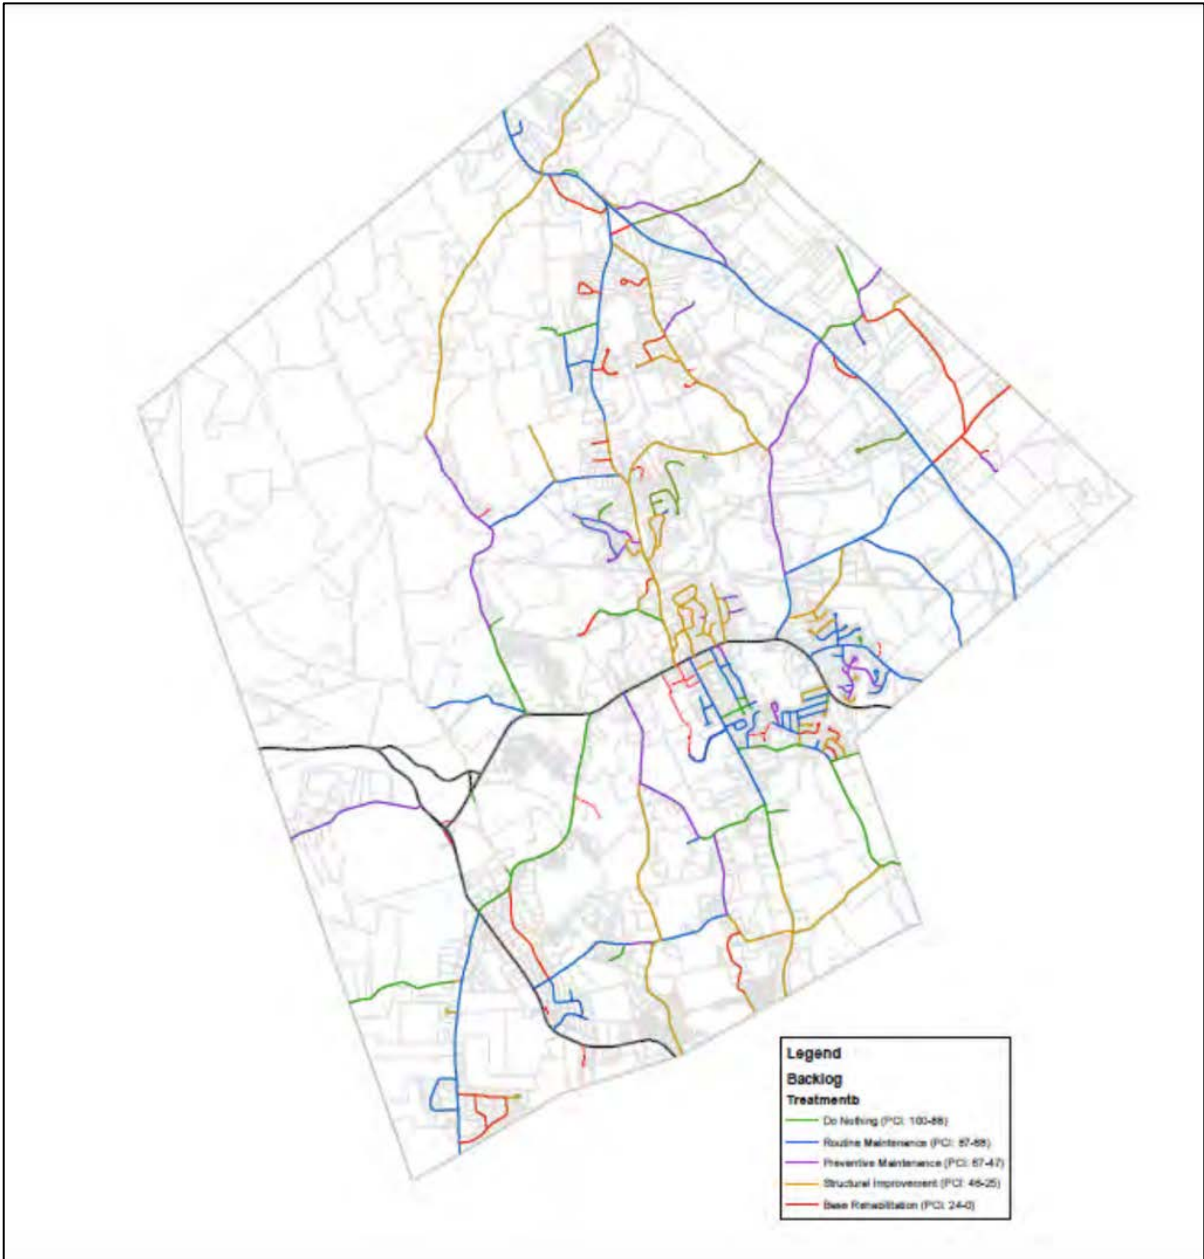 Legend
Backlog
Treatmentb
Do Nothing (PCI: 100-88)
Routine Maintenance (PCI: 87-68)
Preventive Maintenance (PCI: 67-47)
Structural Improvement (PCI: 46-25)
Base Rehabilitation (PCI: 24-0)